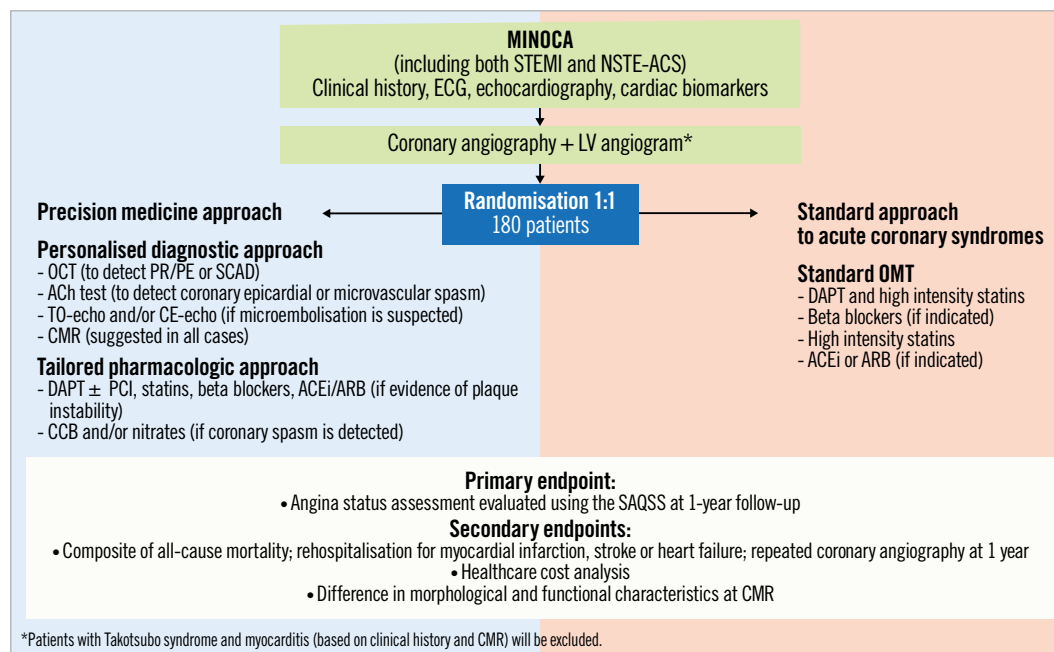 MINOCA
(including both STEMI and NSTE-ACS)
Clinical history, ECG, echocardiography, cardiac biomarkers
Coronary angiography + LV angiogram*
Randomisation 1:1
180 patients
Precision medicine approach
Personalised diagnostic approach
- OCT (to detect PR/PE or SCAD)
- ACh test (to detect coronary epicardial or microvascular spasm)
- TO-echo and/or CE-echo (if microembolisation is suspected)
- CMR (suggested in all cases)
Tailored pharmacologic approach
- DAPT ± PCI, statins, beta blockers, ACEi/ARB (if evidence of plaque
instability)
- CCB and/or nitrates (if coronary spasm is detected)
Standard approach
to acute coronary syndromes
Standard OMT
- DAPT and high intensity statins
- Beta blockers (if indicated)
- High intensity statins
- ACEi or ARB (if indicated)
Primary endpoint:
• Angina status assessment evaluated using the SAQSS at 1-year follow-up
Secondary endpoints:
• Composite of all-cause mortality; rehospitalisation for myocardial infarction, stroke or heart failure; repeated coronary angiography at 1 year
• Healthcare cost analysis
• Difference in morphological and functional characteristics at CMR
*Patients with Takotsubo syndrome and myocarditis (based on clinical history and CMR) will be excluded.